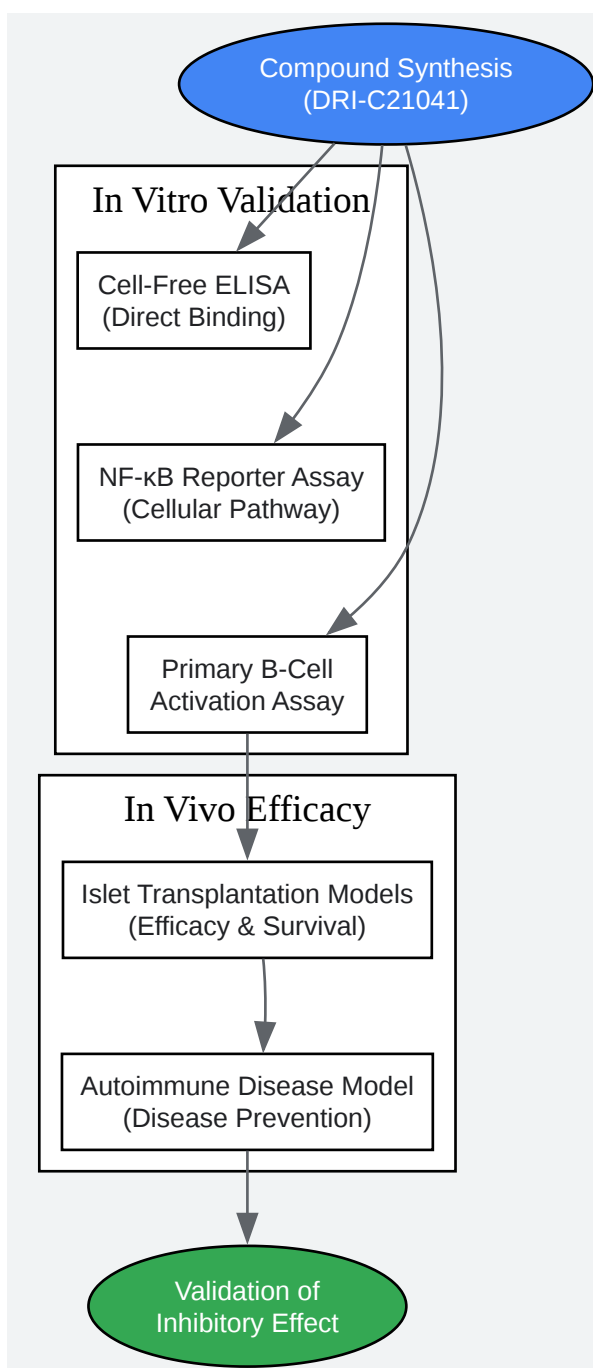 Compound Synthesis
(DRI-C21041)
In Vitro Validation
Cell-Free ELISA
(Direct Binding)
NF-κB Reporter Assay
(Cellular Pathway)
Primary B-Cell
Activation Assay
In Vivo Efficacy
Islet Transplantation Models
(Efficacy & Survival)
Autoimmune Disease Model
(Disease Prevention)
Validation of
Inhibitory Effect